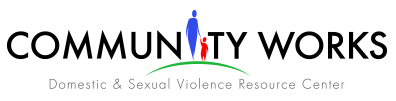 COMMUNITY WORKS
Domestic & Sexual Violence Resource Center